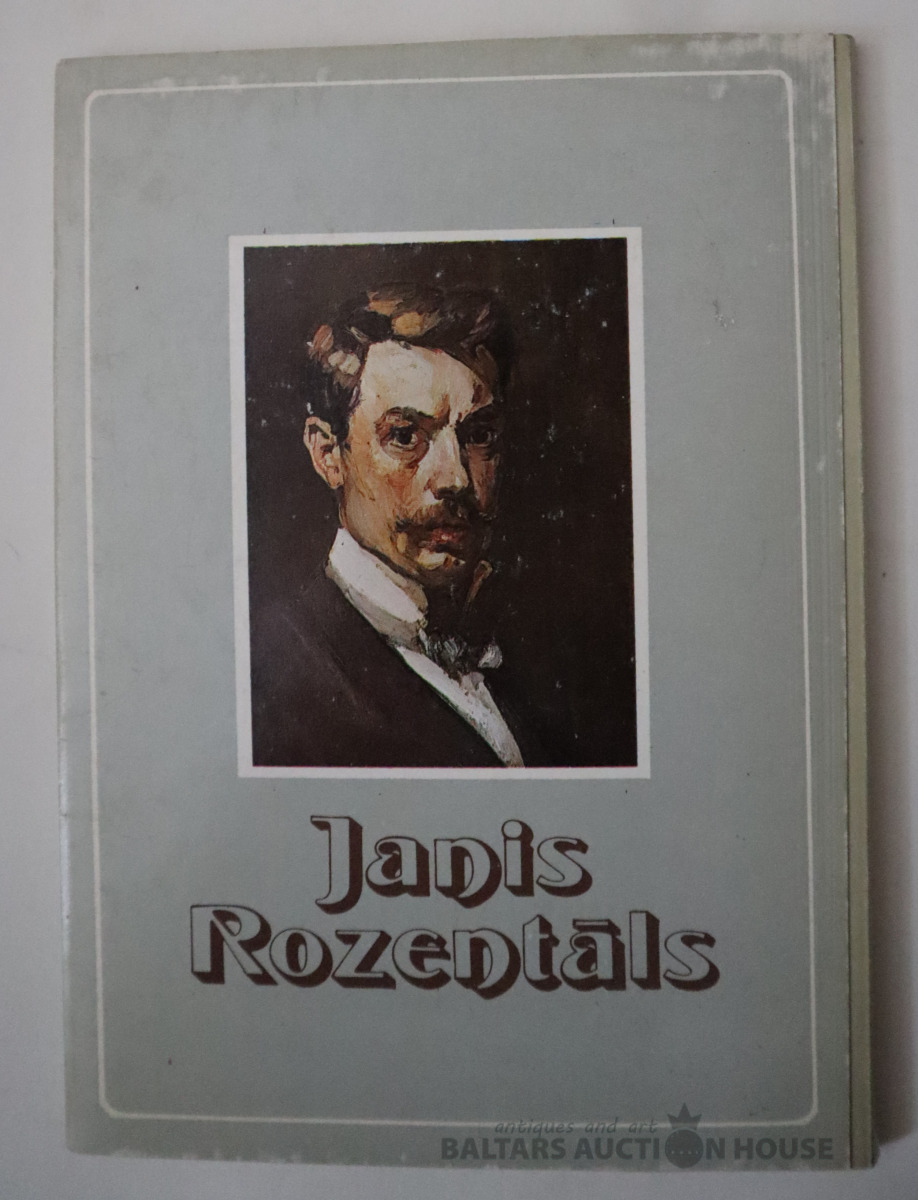 Janis
Rozentāls
antiques and art
BALTARS AUCTION HOUSE